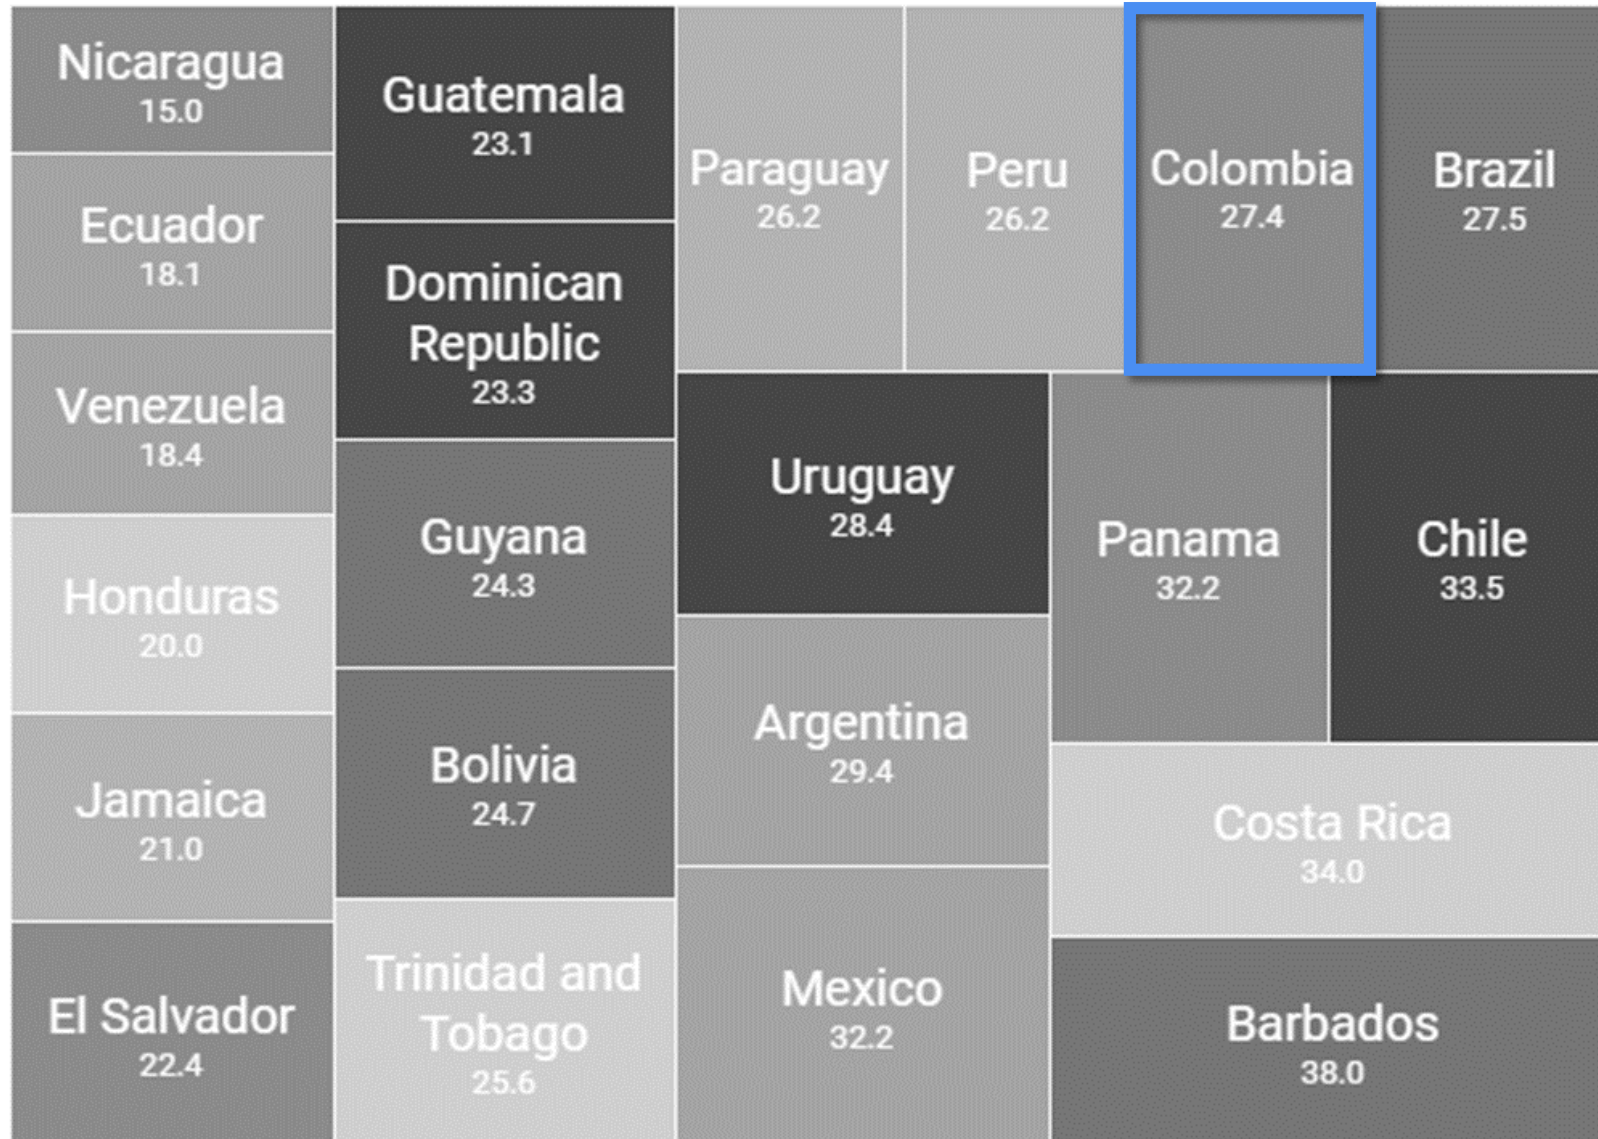 Nicaragua
15.0
Ecuador
18.1
Venezuela
18.4
Honduras
20.0
Jamaica
21.0
El Salvador
22.4
Guatemala
23.1
Dominican
Republic
23.3
Guyana
24.3
Bolivia
24.7
Trinidad and
Tobago
25.6
Paraguay
26.2
Peru
26.2
Colombia
27.4
Brazil
27.5
Uruguay
28.4
Argentina
29.4
Mexico
32.2
Panama
32.2
Chile
33.5
Costa Rica
34.0
Barbados
38.0